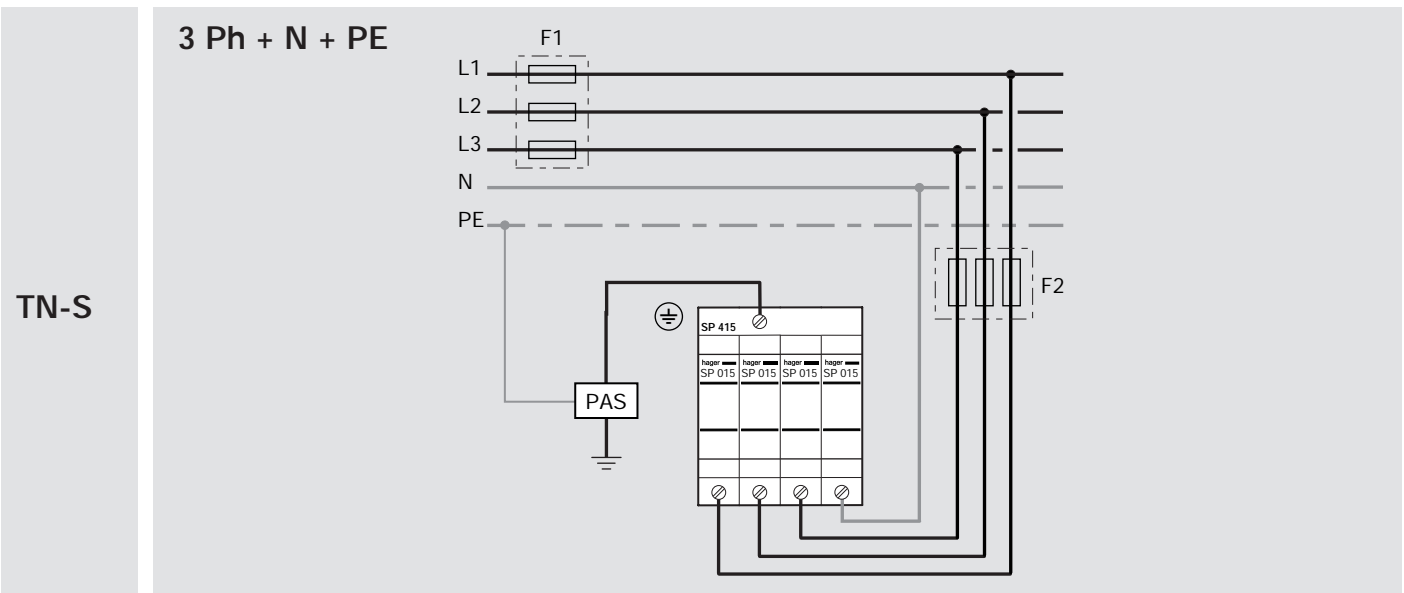 3 Ph + N + PE
F1
L1
L2
L3
N
PE
F2
TN-S
SP 415
hager hager hager hager
SP 015 SP 015 SP 015 SP 015
PAS